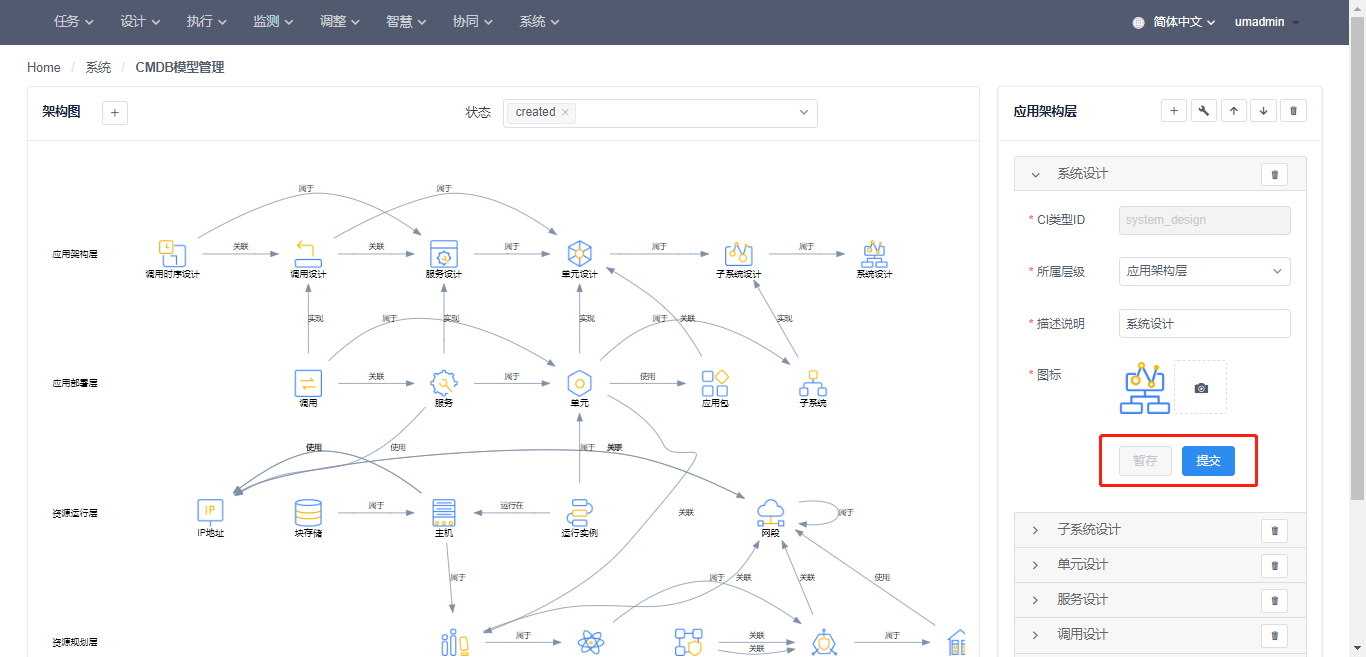 任务 设计 执行 监测 调整 智慧 协同 系统 简体中文 umadmin
Home / 系统 / CMDB模型管理
架构图 + 状态 created ×
应用架构层
属于 属于
应用架构层 关联 关联 属于 属于 属于
调用时序设计 调用设计 服务设计 单元设计 子系统设计 系统设计
实现 属于 实现 实现 属于 关联 实现
应用部署层 关联 属于 使用
调用 服务 单元 应用包 子系统
使用 使用 属于
资源运行层 IP 属于 运行在 关联 属于
IP地址 块存储 主机 运行实例 网段
属于 属于 关联 关联 使用
资源规划层 属于 关联 属于
关联
系统设计
* CI类型ID system_design
* 所属层级 应用架构层
* 描述说明 系统设计
* 图标
暂存 提交
子系统设计
单元设计
服务设计
调用设计